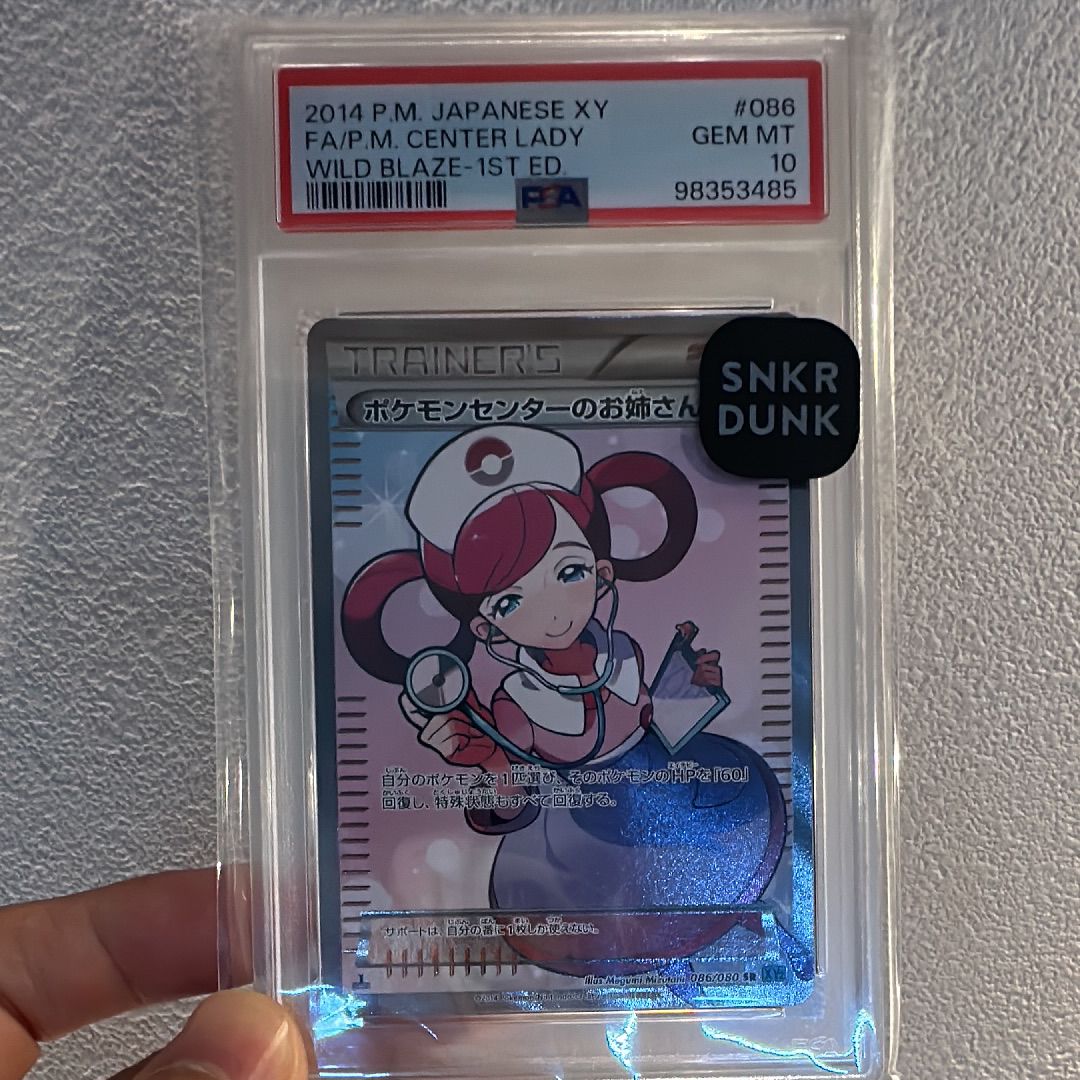 2014 P.M. JAPANESE XY #086
FA/P.M. CENTER LADY GEM MT
WILD BLAZE-1ST ED. 10
PSA 98353485
TRAINER'S
SNKR
DUNK
ポケモンセンターのお姉さん
自分のポケモンを1匹選び、そのポケモンのHPを「60」
回復し、特殊状態もすべて回復する。
サポートは、自分の番に1枚しか使えない。
Illus. Megumi Mizutani 086/080 SR XY2